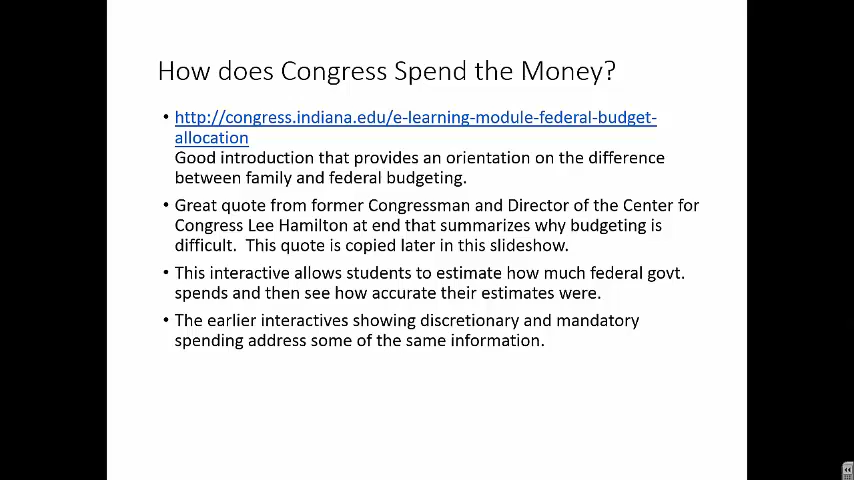 How does Congress Spend the Money?
• http://congress.indiana.edu/e-learning-module-federal-budget-
allocation
Good introduction that provides an orientation on the difference
between family and federal budgeting.
• Great quote from former Congressman and Director of the Center for
Congress Lee Hamilton at end that summarizes why budgeting is
difficult.  This quote is copied later in this slideshow.
• This interactive allows students to estimate how much federal govt.
spends and then see how accurate their estimates were.
• The earlier interactives showing discretionary and mandatory
spending address some of the same information.